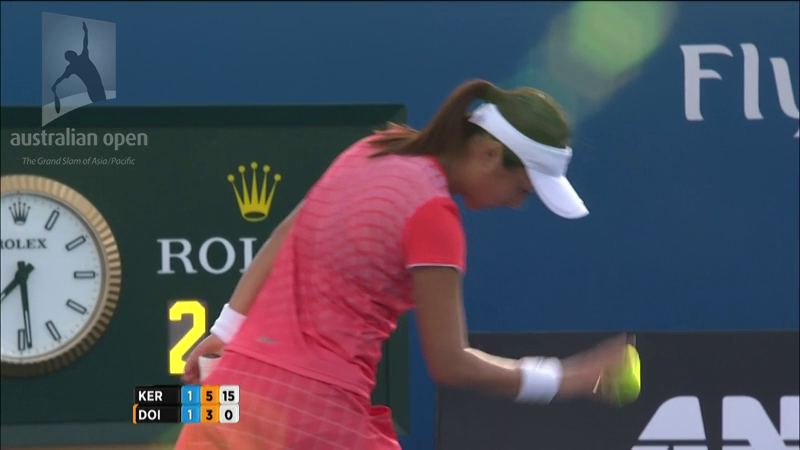 australian open
The Grand Slam of Asia/Pacific
Fly
ROLEX
ROL
2
KER 1 5 15
DOI 1 3 0
AN